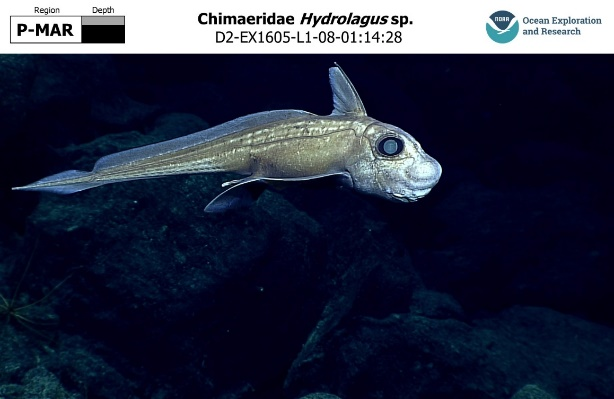 Region
Depth
P-MAR
Chimaeridae Hydrolagus sp.
D2-EX1605-L1-08-01:14:28
NOAA
Ocean Exploration
and Research